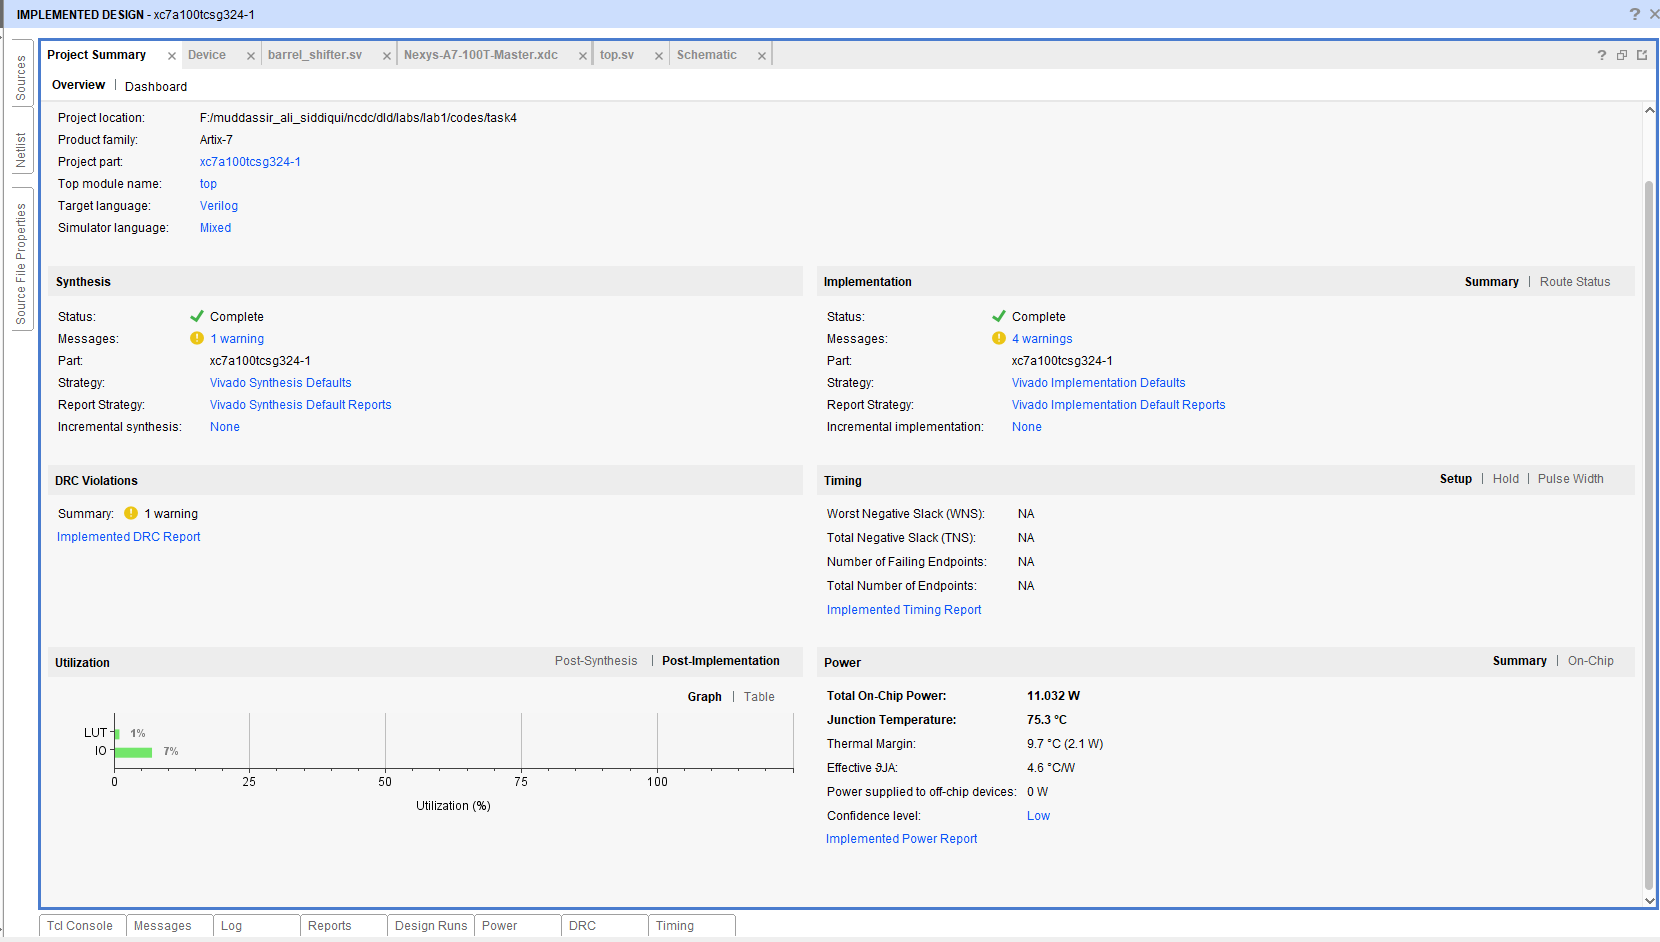 IMPLEMENTED DESIGN - xc7a100tcsg324-1
Sources
Netlist
Source File Properties
Project Summary
Device
barrel_shifter.sv
Nexys-A7-100T-Master.xdc
top.sv
Schematic
Overview | Dashboard
Project location: F:/muddassir_ali_siddiqui/ncdc/dld/labs/lab1/codes/task4
Product family: Artix-7
Project part: xc7a100tcsg324-1
Top module name: top
Target language: Verilog
Simulator language: Mixed
Synthesis
Status: Complete
Messages: 1 warning
Part: xc7a100tcsg324-1
Strategy: Vivado Synthesis Defaults
Report Strategy: Vivado Synthesis Default Reports
Incremental synthesis: None
Implementation
Summary | Route Status
Status: Complete
Messages: 4 warnings
Part: xc7a100tcsg324-1
Strategy: Vivado Implementation Defaults
Report Strategy: Vivado Implementation Default Reports
Incremental implementation: None
DRC Violations
Summary: 1 warning
Implemented DRC Report
Timing
Setup | Hold | Pulse Width
Worst Negative Slack (WNS): NA
Total Negative Slack (TNS): NA
Number of Failing Endpoints: NA
Total Number of Endpoints: NA
Implemented Timing Report
Utilization
Post-Synthesis | Post-Implementation
Graph | Table
LUT 1%
IO 7%
0 25 50 75 100
Utilization (%)
Power
Summary | On-Chip
Total On-Chip Power: 11.032 W
Junction Temperature: 75.3 °C
Thermal Margin: 9.7 °C (2.1 W)
Effective ϑJA: 4.6 °C/W
Power supplied to off-chip devices: 0 W
Confidence level: Low
Implemented Power Report
Tcl Console
Messages
Log
Reports
Design Runs
Power
DRC
Timing